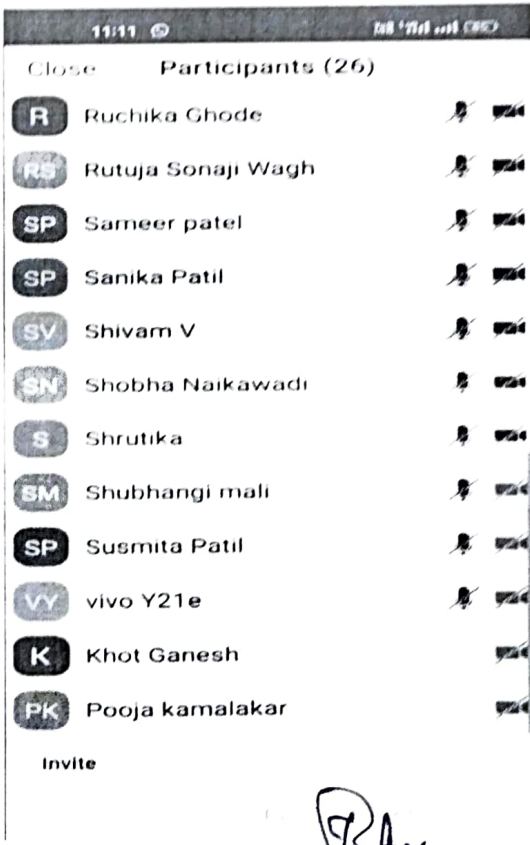 11:11
Close Participants (26)
R Ruchika Ghode
RS Rutuja Sonaji Wagh
SP Sameer patel
SP Sanika Patil
SV Shivam V
SN Shobha Naikawadi
S Shrutika
SM Shubhangi mali
SP Susmita Patil
VY vivo Y21e
K Khot Ganesh
PK Pooja kamalakar
Invite